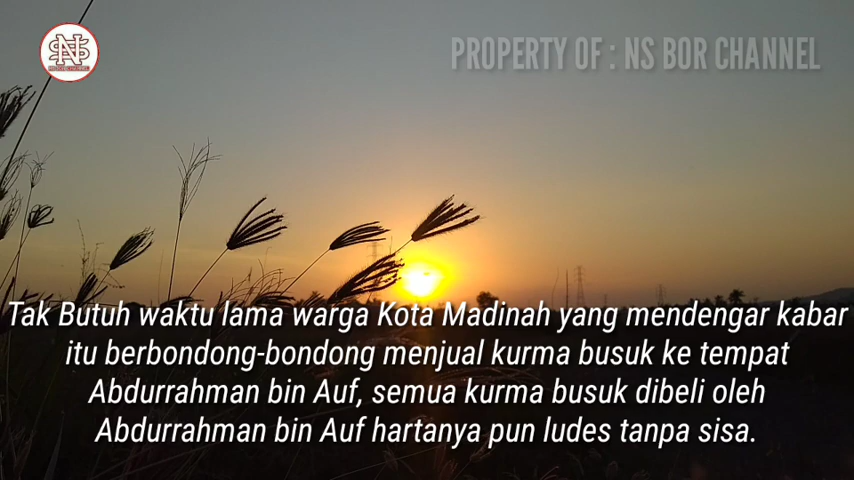 PROPERTY OF : NS BOR CHANNEL
Tak Butuh waktu lama warga Kota Madinah yang mendengar kabar
itu berbondong-bondong menjual kurma busuk ke tempat
Abdurrahman bin Auf, semua kurma busuk dibeli oleh
Abdurrahman bin Auf hartanya pun ludes tanpa sisa.